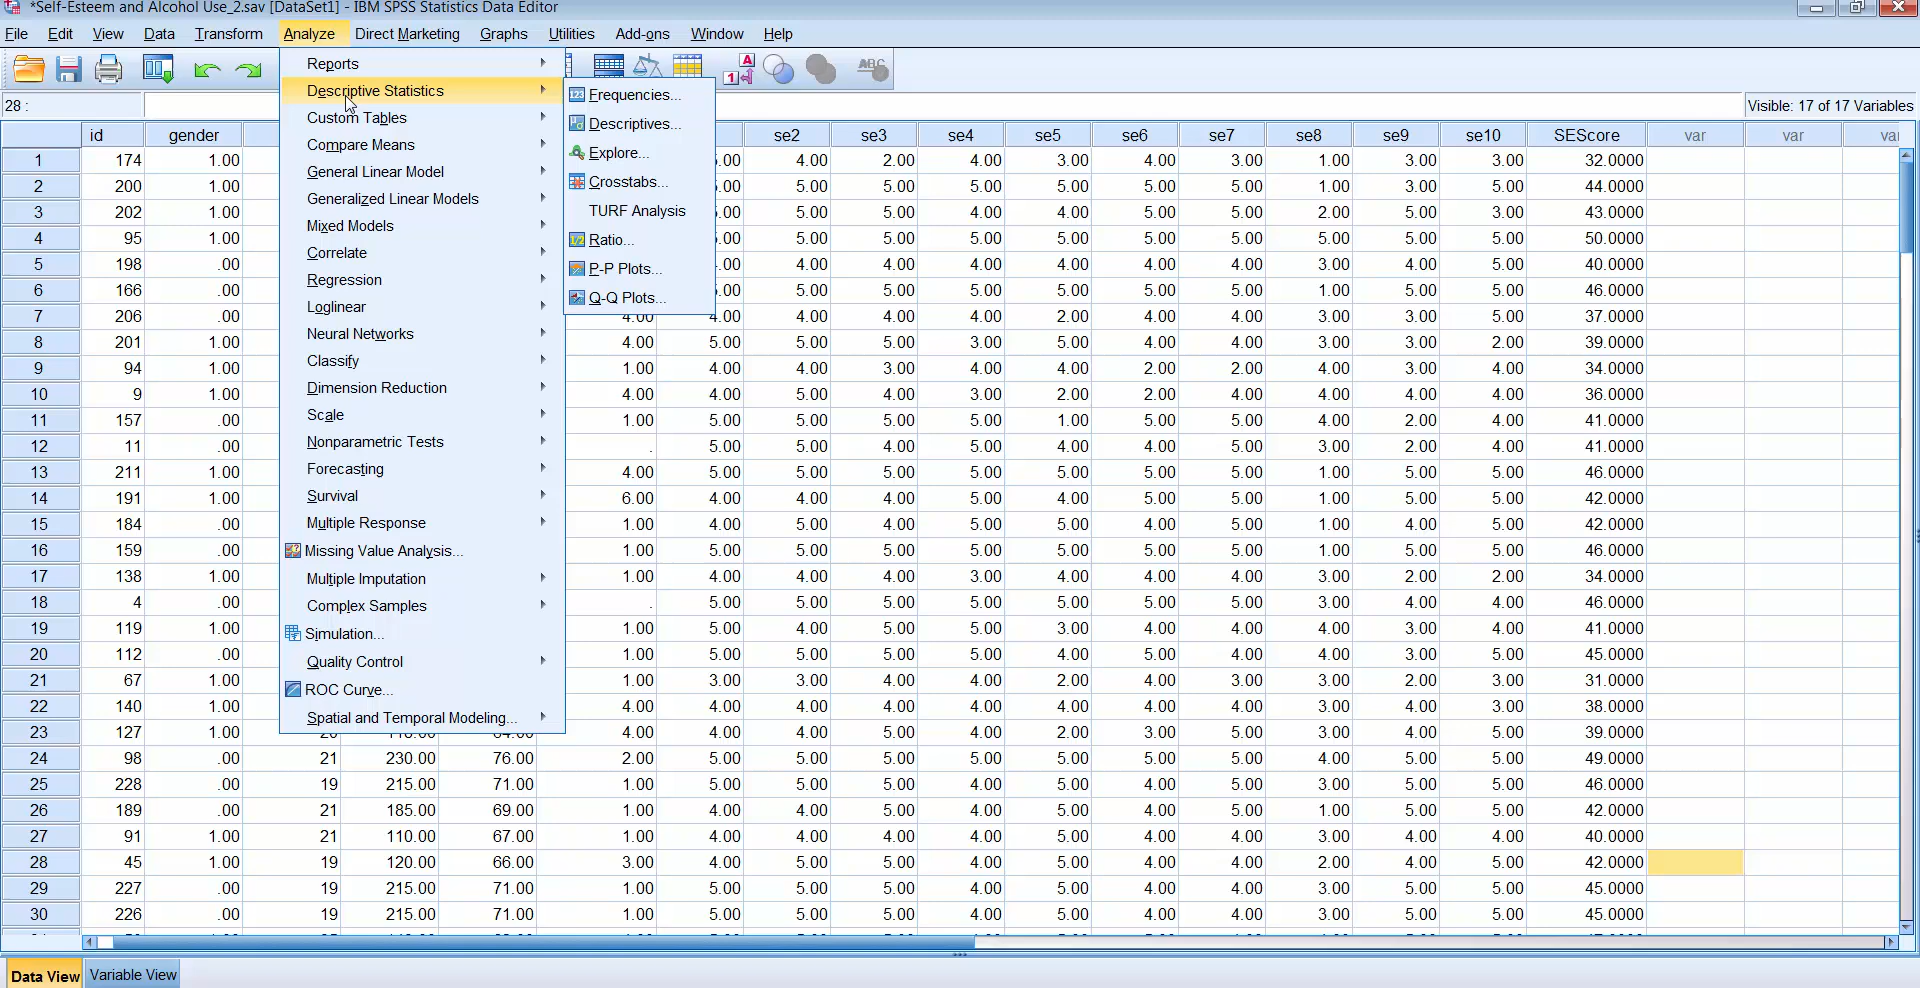 *Self-Esteem and Alcohol Use_2.sav [DataSet1] - IBM SPSS Statistics Data Editor
File Edit View Data Transform Analyze Direct Marketing Graphs Utilities Add-ons Window Help
28 :
Visible: 17 of 17 Variables
Reports
Descriptive Statistics
Custom Tables
Compare Means
General Linear Model
Generalized Linear Models
Mixed Models
Correlate
Regression
Loglinear
Neural Networks
Classify
Dimension Reduction
Scale
Nonparametric Tests
Forecasting
Survival
Multiple Response
Missing Value Analysis...
Multiple Imputation
Complex Samples
Simulation...
Quality Control
ROC Curve...
Spatial and Temporal Modeling...
Frequencies...
Descriptives...
Explore...
Crosstabs...
TURF Analysis
Ratio...
P-P Plots...
Q-Q Plots...
id gender se2 se3 se4 se5 se6 se7 se8 se9 se10 SEScore var var
1 174 1.00 4.00 2.00 4.00 3.00 4.00 3.00 1.00 3.00 3.00 32.0000
2 200 1.00 5.00 5.00 5.00 5.00 5.00 5.00 1.00 3.00 5.00 44.0000
3 202 1.00 5.00 5.00 4.00 4.00 5.00 5.00 2.00 5.00 3.00 43.0000
4 95 1.00 5.00 5.00 5.00 5.00 5.00 5.00 5.00 5.00 5.00 50.0000
5 198 .00 4.00 4.00 4.00 4.00 4.00 4.00 3.00 4.00 5.00 40.0000
6 166 .00 5.00 5.00 5.00 5.00 5.00 5.00 1.00 5.00 5.00 46.0000
7 206 .00 4.00 4.00 4.00 4.00 2.00 4.00 4.00 3.00 3.00 5.00 37.0000
8 201 1.00 4.00 5.00 5.00 3.00 5.00 4.00 4.00 3.00 3.00 2.00 39.0000
9 94 1.00 1.00 4.00 3.00 4.00 4.00 2.00 2.00 4.00 3.00 4.00 34.0000
10 9 1.00 4.00 4.00 5.00 4.00 3.00 2.00 2.00 4.00 4.00 4.00 36.0000
11 157 .00 1.00 5.00 5.00 5.00 1.00 5.00 5.00 4.00 2.00 4.00 41.0000
12 11 .00 . 5.00 5.00 4.00 5.00 4.00 5.00 3.00 2.00 4.00 41.0000
13 211 1.00 4.00 5.00 5.00 5.00 5.00 5.00 5.00 1.00 5.00 5.00 46.0000
14 191 1.00 6.00 4.00 4.00 4.00 5.00 5.00 5.00 1.00 5.00 5.00 42.0000
15 184 .00 1.00 4.00 5.00 4.00 5.00 4.00 5.00 1.00 4.00 5.00 42.0000
16 159 .00 1.00 5.00 5.00 5.00 5.00 5.00 5.00 1.00 5.00 5.00 46.0000
17 138 1.00 1.00 4.00 4.00 3.00 4.00 4.00 4.00 3.00 2.00 2.00 34.0000
18 4 .00 . 5.00 5.00 5.00 5.00 5.00 5.00 3.00 4.00 4.00 46.0000
19 119 1.00 1.00 5.00 4.00 5.00 3.00 4.00 5.00 4.00 3.00 4.00 41.0000
20 112 .00 1.00 5.00 5.00 5.00 5.00 4.00 4.00 4.00 3.00 5.00 45.0000
21 67 1.00 1.00 3.00 3.00 4.00 2.00 4.00 3.00 3.00 2.00 3.00 31.0000
22 140 1.00 4.00 4.00 4.00 4.00 4.00 4.00 4.00 3.00 4.00 3.00 38.0000
23 127 1.00 4.00 4.00 5.00 4.00 2.00 3.00 5.00 4.00 3.00 5.00 39.0000
24 98 .00 21 230.00 76.00 2.00 5.00 5.00 5.00 5.00 5.00 5.00 4.00 5.00 5.00 49.0000
25 228 .00 19 215.00 71.00 1.00 5.00 5.00 4.00 5.00 4.00 5.00 3.00 5.00 5.00 46.0000
26 189 .00 21 185.00 69.00 1.00 4.00 4.00 5.00 4.00 4.00 5.00 1.00 5.00 5.00 42.0000
27 91 1.00 21 110.00 67.00 1.00 4.00 4.00 4.00 5.00 4.00 4.00 3.00 4.00 4.00 40.0000
28 45 1.00 19 120.00 66.00 3.00 4.00 5.00 5.00 4.00 4.00 4.00 2.00 4.00 5.00 42.0000
29 227 .00 19 215.00 71.00 1.00 5.00 5.00 4.00 5.00 4.00 4.00 3.00 5.00 5.00 45.0000
30 226 .00 19 215.00 71.00 1.00 5.00 5.00 4.00 5.00 4.00 4.00 3.00 5.00 5.00 45.0000
Data View Variable View